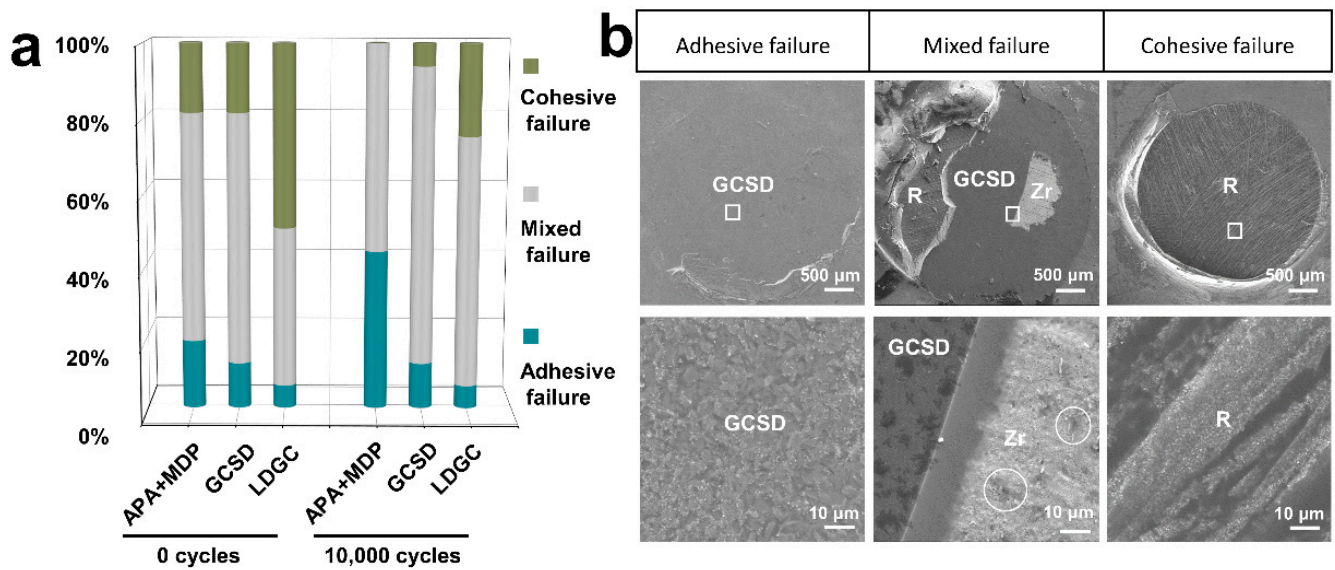 a
100%
80%
60%
40%
20%
0%
Cohesive
failure
Mixed
failure
Adhesive
failure
APA+MDP
GCSD
LDGC
APA+MDP
GCSD
LDGC
0 cycles
10,000 cycles
b
Adhesive failure
Mixed failure
Cohesive failure
GCSD
500 µm
R
GCSD
Zr
500 µm
R
500 µm
GCSD
10 µm
GCSD
Zr
10 µm
R
10 µm